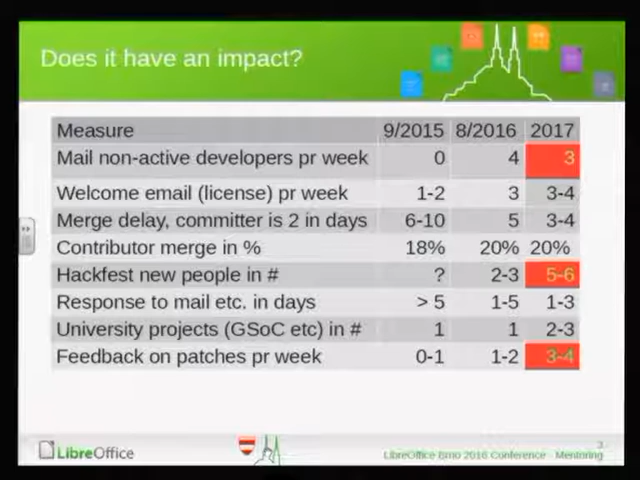 Does it have an impact?
Measure 9/2015 8/2016 2017
Mail non-active developers pr week 0 4 3
Welcome email (license) pr week 1-2 3 3-4
Merge delay, committer is 2 in days 6-10 5 3-4
Contributor merge in % 18% 20% 20%
Hackfest new people in # ? 2-3 5-6
Response to mail etc. in days > 5 1-5 1-3
University projects (GSoC etc) in # 1 1 2-3
Feedback on patches pr week 0-1 1-2 3-4
3
LibreOffice
LibreOffice Brno 2016 Conference - Mentoring